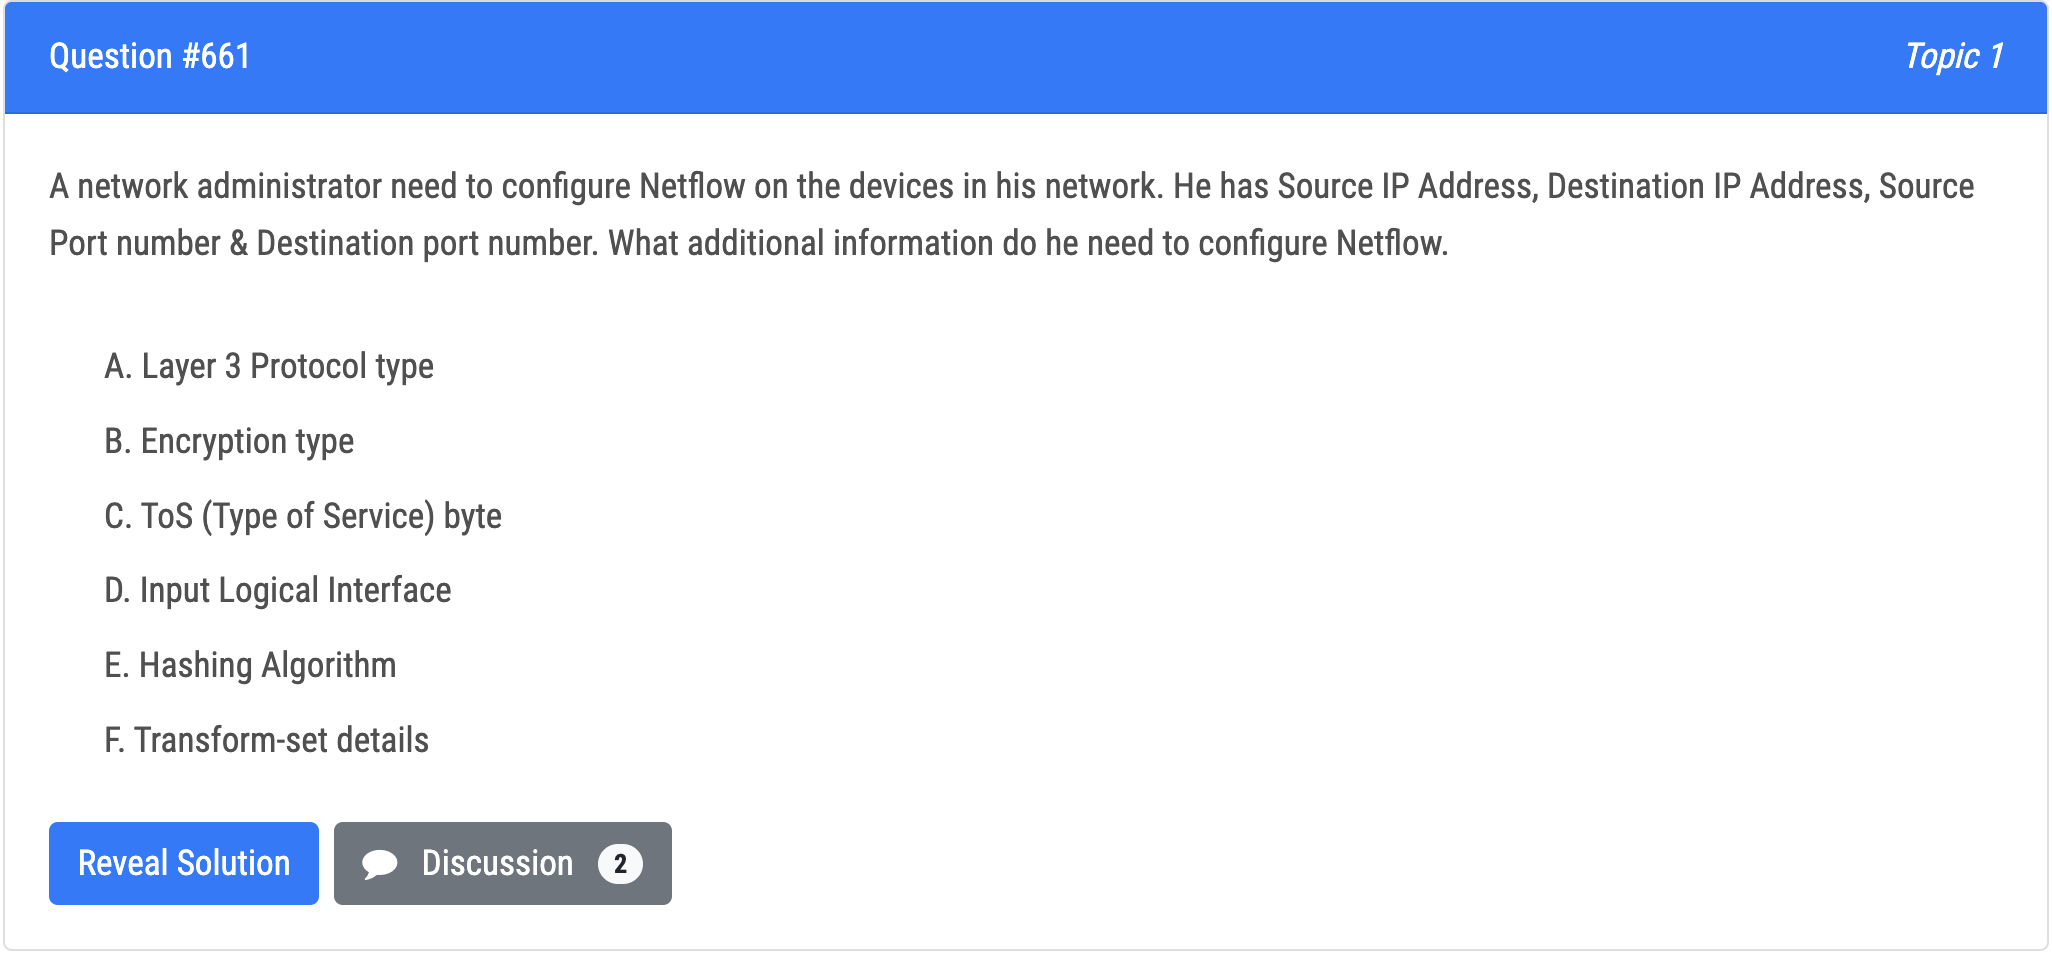 Question #661
Topic 1
A network administrator need to configure Netflow on the devices in his network. He has Source IP Address, Destination IP Address, Source
Port number & Destination port number. What additional information do he need to configure Netflow.
A. Layer 3 Protocol type
B. Encryption type
C. ToS (Type of Service) byte
D. Input Logical Interface
E. Hashing Algorithm
F. Transform-set details
Reveal Solution
Discussion 2